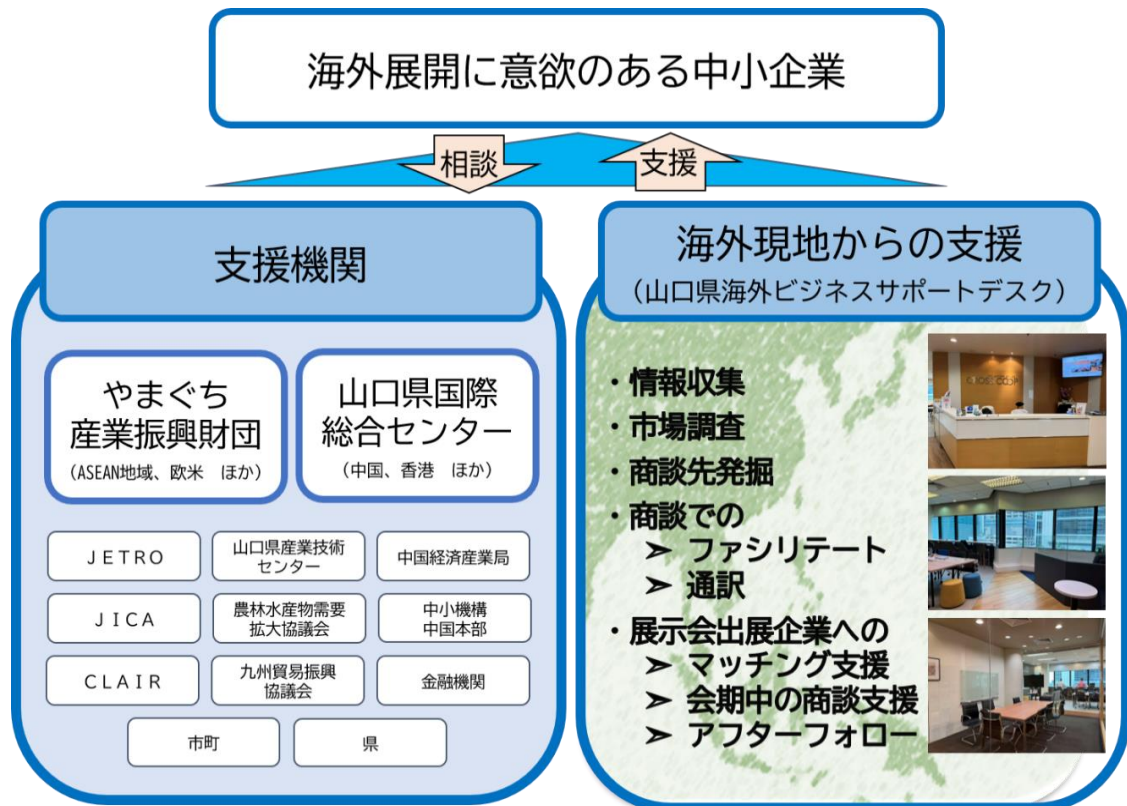 海外展開に意欲のある中小企業
相談
支援
支援機関
やまぐち
産業振興財団
（ASEAN地域、欧米　ほか）
山口県国際
総合センター
（中国、香港　ほか）
ＪＥＴＲＯ
山口県産業技術
センター
中国経済産業局
ＪＩＣＡ
農林水産物需要
拡大協議会
中小機構
中国本部
ＣＬＡＩＲ
九州貿易振興
協議会
金融機関
市町
県
海外現地からの支援
（山口県海外ビジネスサポートデスク）
・情報収集
・市場調査
・商談先発掘
・商談での
➢ ファシリテート
➢ 通訳
・展示会出展企業への
➢ マッチング支援
➢ 会期中の商談支援
➢ アフターフォロー